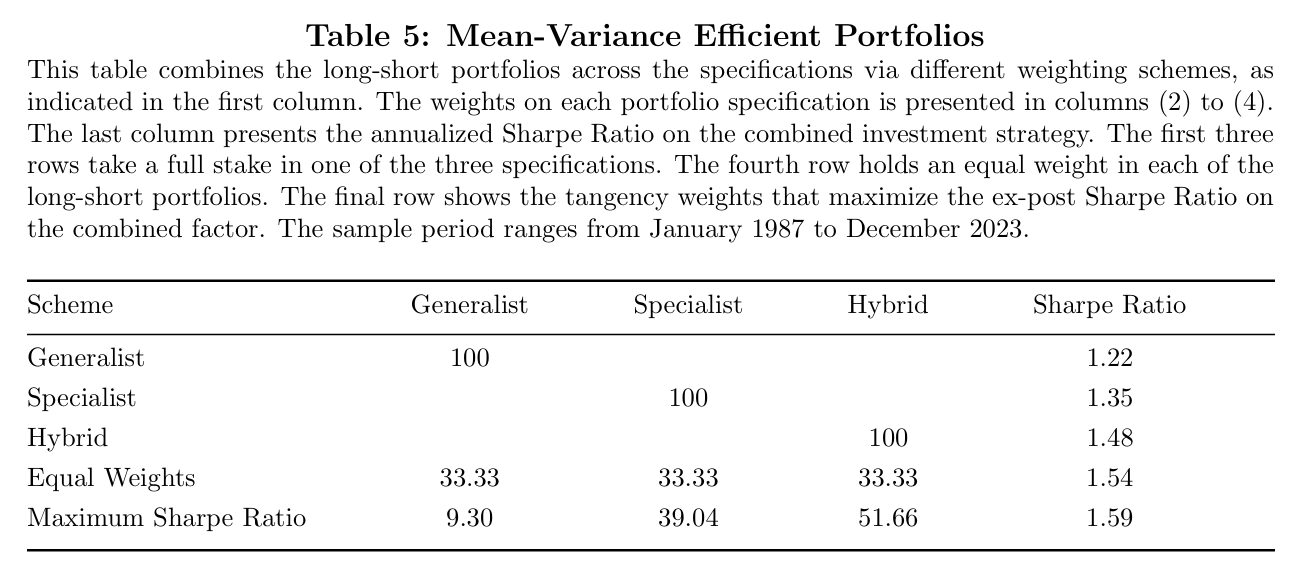 Table 5: Mean-Variance Efficient Portfolios
This table combines the long-short portfolios across the specifications via different weighting schemes, as
indicated in the first column. The weights on each portfolio specification is presented in columns (2) to (4).
The last column presents the annualized Sharpe Ratio on the combined investment strategy. The first three
rows take a full stake in one of the three specifications. The fourth row holds an equal weight in each of the
long-short portfolios. The final row shows the tangency weights that maximize the ex-post Sharpe Ratio on
the combined factor. The sample period ranges from January 1987 to December 2023.
Scheme Generalist Specialist Hybrid Sharpe Ratio
Generalist 100 1.22
Specialist 100 1.35
Hybrid 100 1.48
Equal Weights 33.33 33.33 33.33 1.54
Maximum Sharpe Ratio 9.30 39.04 51.66 1.59